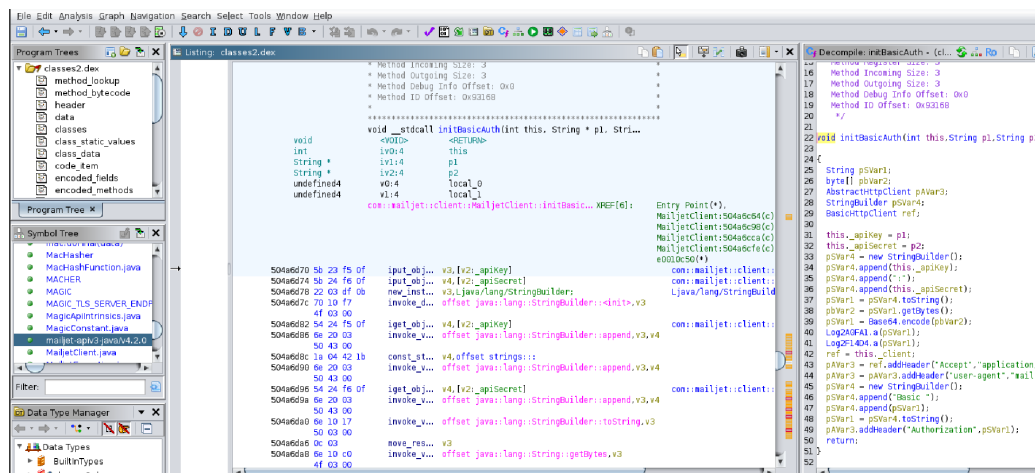 File Edit Analysis Graph Navigation Search Select Tools Window Help
I D U L F V B
Program Trees
classes2.dex
method_lookup
method_bytecode
header
data
classes
class_static_values
class_data
code_item
encoded_fields
encoded_methods
Program Tree ×
Symbol Tree
MacHasher
MacHashFunction.java
MACHER
MAGIC
MAGIC_TLS_SERVER_ENDP
MagicApiIntrinsics
MagicConstant.java
mailjet-apiv3-java/v4.2.0
MailjetClient.java
Filter:
Data Type Manager
Data Types
BuiltInTypes
Listing: classes2.dex
* Method Incoming Size: 3 *
* Method Outgoing Size: 3 *
* Method Debug Info Offset: 0x0 *
* Method ID Offset: 0x93168 *
* *
void __stdcall initBasicAuth(int this, String * p1, Stri...
void <VOID> <RETURN>
int iv0:4 this
String * iv1:4 p1
String * iv2:4 p2
undefined4 v0:4 local_0
undefined4 v1:4 local_1
com::mailjet::client::MailjetClient::initBasic... XREF[6]: Entry Point(*),
MailjetClient:504a6c64(c)
MailjetClient:504a6c98(c)
MailjetClient:504a6cca(c)
MailjetClient:504a6cfe(c)
e0010c50(*)
504a6d70 5b 23 f5 0f iput_obj... v3,[v2:_apiKey] com::mailjet::client::
504a6d74 5b 24 f6 0f iput_obj... v4,[v2:_apiSecret] com::mailjet::client::
504a6d78 22 03 df 0b new_inst... v3,Ljava/lang/StringBuilder; Ljava/lang/StringBuild
504a6d7c 70 10 f7 invoke_d... offset java::lang::StringBuilder::<init>,v3
4f 03 00
504a6d82 54 24 f5 0f iget_obj... v4,[v2:_apiKey] com::mailjet::client::
504a6d86 6e 20 03 invoke_v... offset java::lang::StringBuilder::append,v3,v4
50 43 00
504a6d8c 1a 04 42 1b const_st... v4,offset strings:::
504a6d90 6e 20 03 invoke_v... offset java::lang::StringBuilder::append,v3,v4
50 43 00
504a6d96 54 24 f6 0f iget_obj... v4,[v2:_apiSecret] com::mailjet::client::
504a6d9a 6e 20 03 invoke_v... offset java::lang::StringBuilder::append,v3,v4
50 43 00
504a6da0 6e 10 17 invoke_v... offset java::lang::StringBuilder::toString,v3
50 03 00
504a6da6 0c 03 move_res... v3
504a6da8 6e 10 c0 invoke_v... offset java::lang::String::getBytes,v3
4f 03 00
Decompile: initBasicAuth - (cl... Ro
15 Method Register Size: 5
16 Method Incoming Size: 3
17 Method Outgoing Size: 3
18 Method Debug Info Offset: 0x0
19 Method ID Offset: 0x93168
20 */
21
22 void initBasicAuth(int this,String p1,String p
23
24 {
25 String pSVar1;
26 byte[] pbVar2;
27 AbstractHttpClient pAVar3;
28 StringBuilder pSVar4;
29 BasicHttpClient ref;
30
31 this._apiKey = p1;
32 this._apiSecret = p2;
33 pSVar4 = new StringBuilder();
34 pSVar4.append(this._apiKey);
35 pSVar4.append(":");
36 pSVar4.append(this._apiSecret);
37 pSVar1 = pSVar4.toString();
38 pbVar2 = pSVar1.getBytes();
39 pSVar1 = Base64.encode(pbVar2);
40 Log2A0FA1.a(pSVar1);
41 Log2F14D4.a(pSVar1);
42 ref = this._client;
43 pAVar3 = ref.addHeader("Accept","application
44 pAVar3 = pAVar3.addHeader("user-agent","mail
45 pSVar4 = new StringBuilder();
46 pSVar4.append("Basic ");
47 pSVar4.append(pSVar1);
48 pSVar1 = pSVar4.toString();
49 pAVar3.addHeader("Authorization",pSVar1);
50 return;
51 }
52